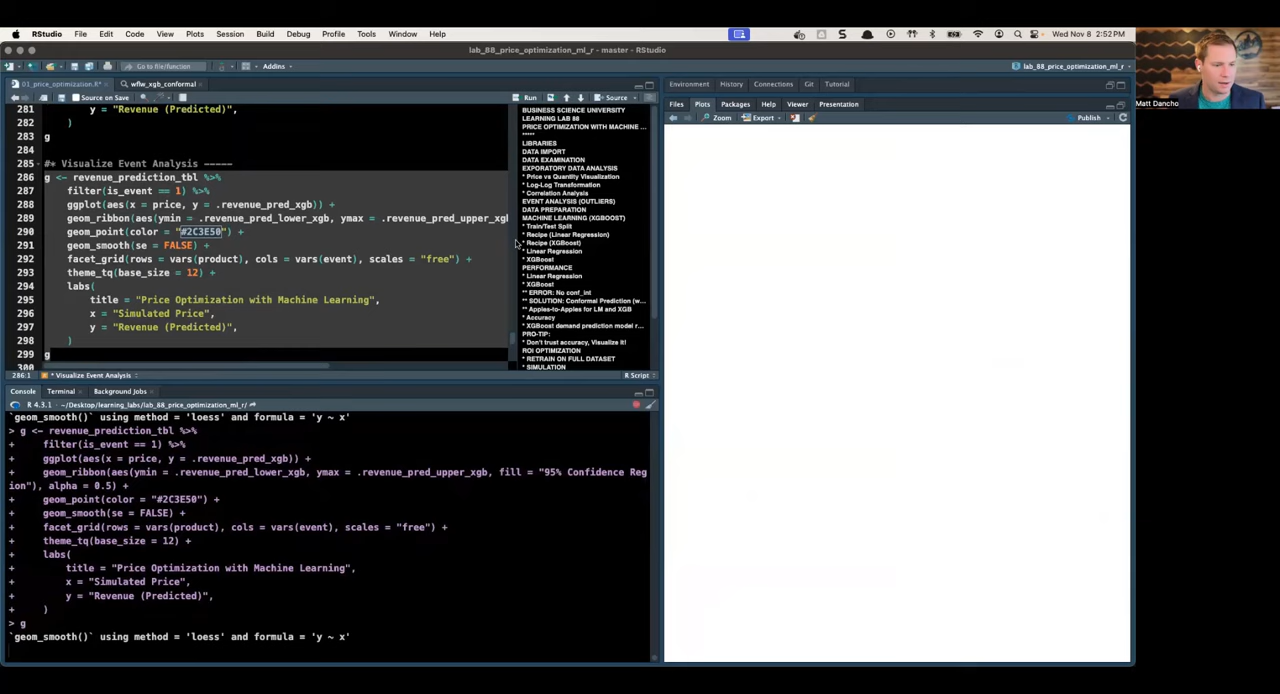 RStudio File Edit Code View Plots Session Build Debug Profile Tools Window Help Wed Nov 8 2:52 PM
lab_88_price_optimization_ml_r - master - RStudio
Go to file/function Addins lab_88_price_optimization_ml_r
01_price_optimization.R* wflw_xgb_conformal
Source on Save Run Source
281 y = "Revenue (Predicted)",
282 )
283 g
284
285 #* Visualize Event Analysis -----
286 g <- revenue_prediction_tbl %>%
287 filter(is_event == 1) %>%
288 ggplot(aes(x = price, y = .revenue_pred_xgb)) +
289 geom_ribbon(aes(ymin = .revenue_pred_lower_xgb, ymax = .revenue_pred_upper_xgb
290 geom_point(color = "#2C3E50") +
291 geom_smooth(se = FALSE) +
292 facet_grid(rows = vars(product), cols = vars(event), scales = "free") +
293 theme_tq(base_size = 12) +
294 labs(
295 title = "Price Optimization with Machine Learning",
296 x = "Simulated Price",
297 y = "Revenue (Predicted)",
298 )
299 g
300
286:1 * Visualize Event Analysis R Script
BUSINESS SCIENCE UNIVERSITY
LEARNING LAB 88
PRICE OPTIMIZATION WITH MACHINE ...
*****
LIBRARIES
DATA IMPORT
DATA EXAMINATION
EXPORATORY DATA ANALYSIS
* Price vs Quantity Visualization
* Log-Log Transformation
* Correlation Analysis
EVENT ANALYSIS (OUTLIERS)
DATA PREPARATION
MACHINE LEARNING (XGBOOST)
* Train/Test Split
* Recipe (Linear Regression)
* Recipe (XGBoost)
* Linear Regression
* XGBoost
PERFORMANCE
* Linear Regression
* XGBoost
** ERROR: No conf_int
** SOLUTION: Conformal Prediction (w...
** Apples-to-Apples for LM and XGB
* Accuracy
* XGBoost demand prediction model r...
PRO-TIP:
* Don't trust accuracy, Visualize it!
ROI OPTIMIZATION
* RETRAIN ON FULL DATASET
* SIMULATION
Console Terminal Background Jobs
R 4.3.1 · ~/Desktop/learning_labs/lab_88_price_optimization_ml_r/
`geom_smooth()` using method = 'loess' and formula = 'y ~ x'
> g <- revenue_prediction_tbl %>%
+ filter(is_event == 1) %>%
+ ggplot(aes(x = price, y = .revenue_pred_xgb)) +
+ geom_ribbon(aes(ymin = .revenue_pred_lower_xgb, ymax = .revenue_pred_upper_xgb, fill = "95% Confidence Reg
ion"), alpha = 0.5) +
+ geom_point(color = "#2C3E50") +
+ geom_smooth(se = FALSE) +
+ facet_grid(rows = vars(product), cols = vars(event), scales = "free") +
+ theme_tq(base_size = 12) +
+ labs(
+ title = "Price Optimization with Machine Learning",
+ x = "Simulated Price",
+ y = "Revenue (Predicted)",
+ )
> g
`geom_smooth()` using method = 'loess' and formula = 'y ~ x'
Environment History Connections Git Tutorial
Files Plots Packages Help Viewer Presentation
Zoom Export Publish
Matt Dancho